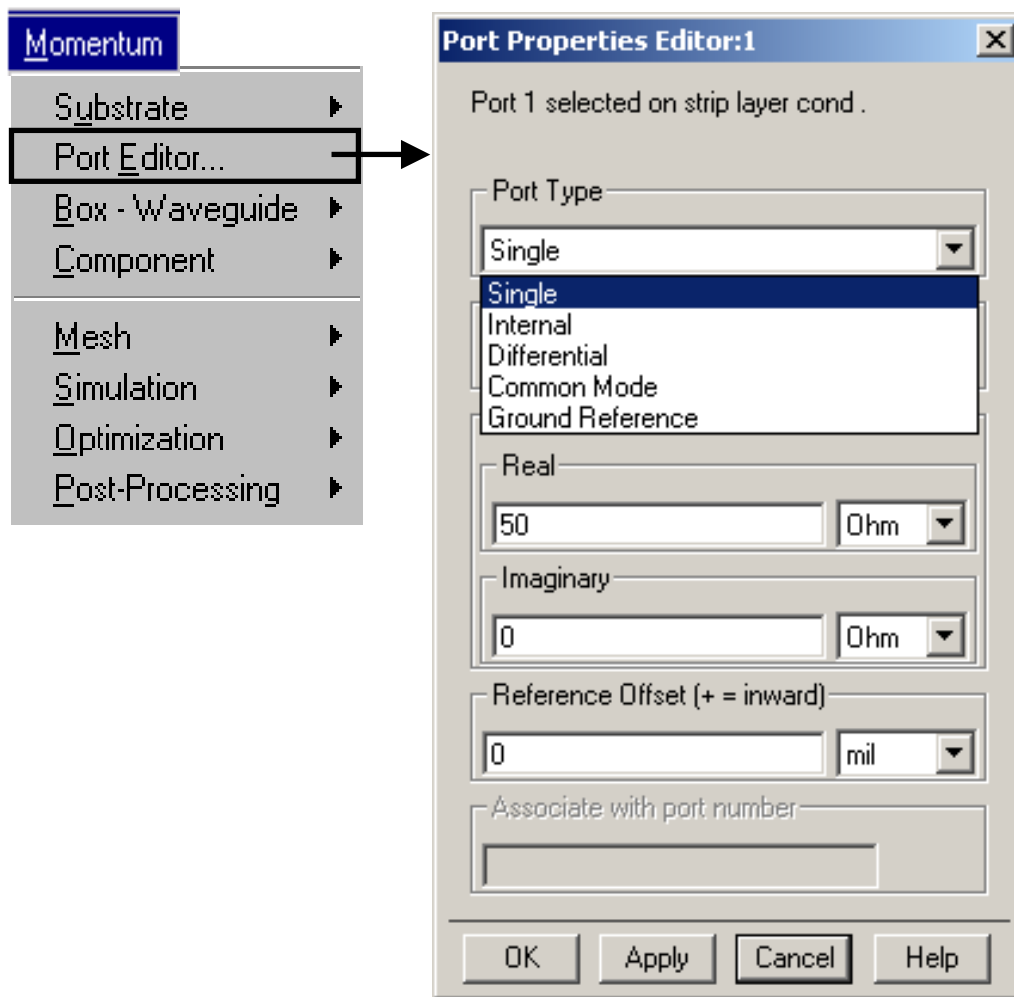 Momentum
Substrate
Port Editor...
Box - Waveguide
Component
Mesh
Simulation
Optimization
Post-Processing
Port Properties Editor:1
Port 1 selected on strip layer cond .
Port Type
Single
Single
Internal
Differential
Common Mode
Ground Reference
Real
50 Ohm
Imaginary
0 Ohm
Reference Offset (+ = inward)
0 mil
Associate with port number
OK Apply Cancel Help